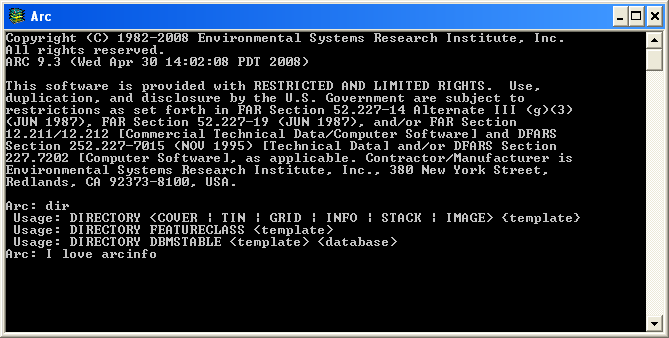 Arc
Copyright (C) 1982-2008 Environmental Systems Research Institute, Inc.
All rights reserved.
ARC 9.3 (Wed Apr 30 14:02:08 PDT 2008)
This software is provided with RESTRICTED AND LIMITED RIGHTS.  Use,
duplication, and disclosure by the U.S. Government are subject to
restrictions as set forth in FAR Section 52.227-14 Alternate III (g)(3)
(JUN 1987), FAR Section 52.227-19 (JUN 1987), and/or FAR Section
12.211/12.212 [Commercial Technical Data/Computer Software] and DFARS
Section 252.227-7015 (NOV 1995) [Technical Data] and/or DFARS Section
227.7202 [Computer Software], as applicable. Contractor/Manufacturer is
Environmental Systems Research Institute, Inc., 380 New York Street,
Redlands, CA 92373-8100, USA.
Arc: dir
 Usage: DIRECTORY <COVER | TIN | GRID | INFO | STACK | IMAGE> <template}
 Usage: DIRECTORY FEATURECLASS <template>
 Usage: DIRECTORY DBMSTABLE <template> <database>
Arc: I love arcinfo